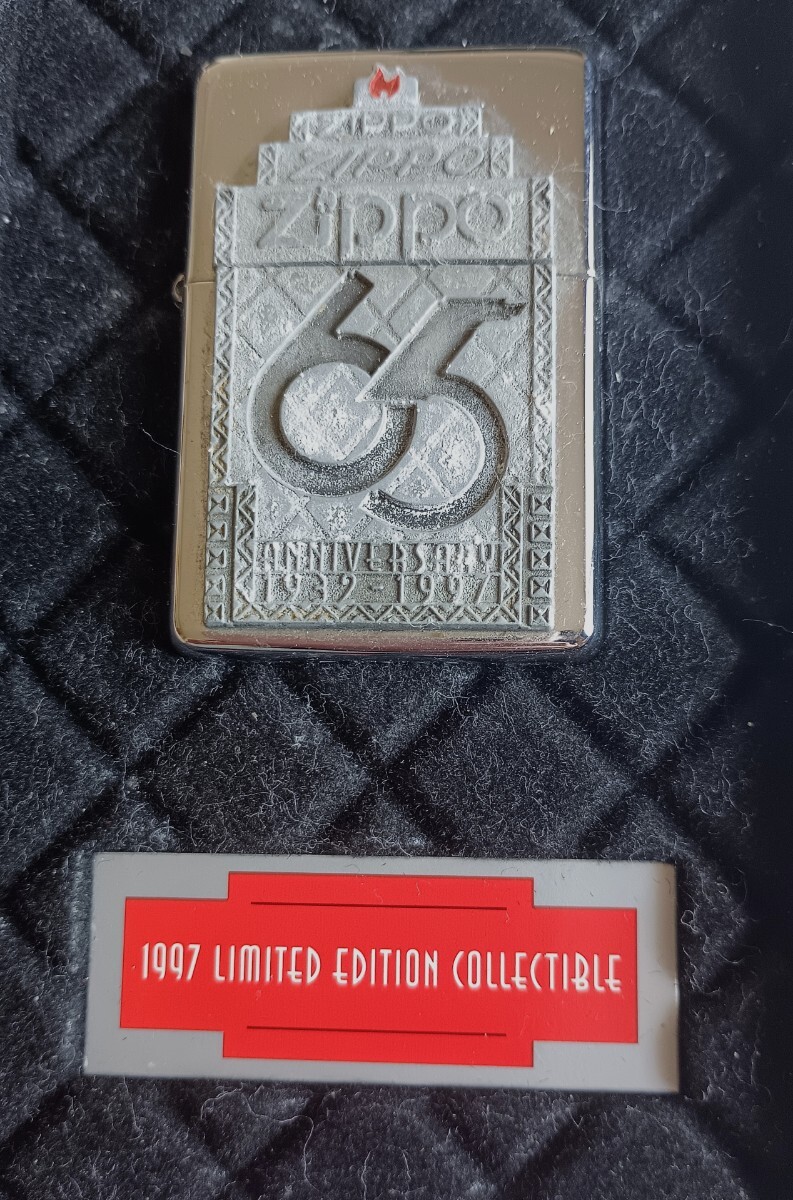 ZIPPO
ZIPPO
Zippo
65
ANNIVERSARY
1932-1997
1997 LIMITED EDITION COLLECTIBLE